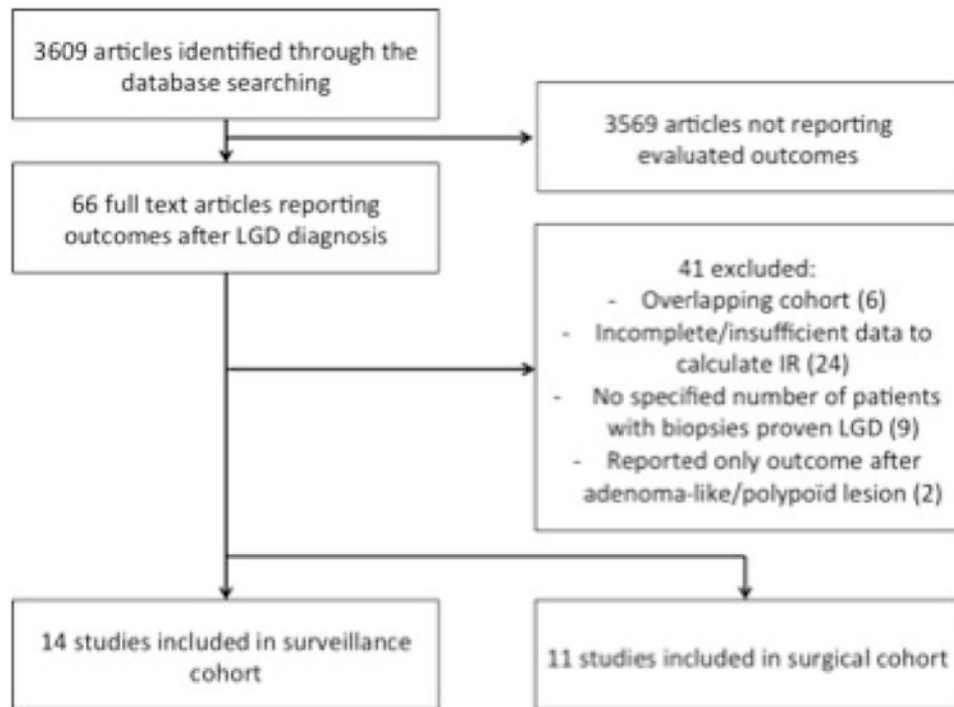 3609 articles identified through the
database searching
3569 articles not reporting
evaluated outcomes
66 full text articles reporting
outcomes after LGD diagnosis
41 excluded:
- Overlapping cohort (6)
- Incomplete/insufficient data to
calculate IR (24)
- No specified number of patients
with biopsies proven LGD (9)
- Reported only outcome after
adenoma-like/polypoïd lesion (2)
14 studies included in surveillance
cohort
11 studies included in surgical cohort